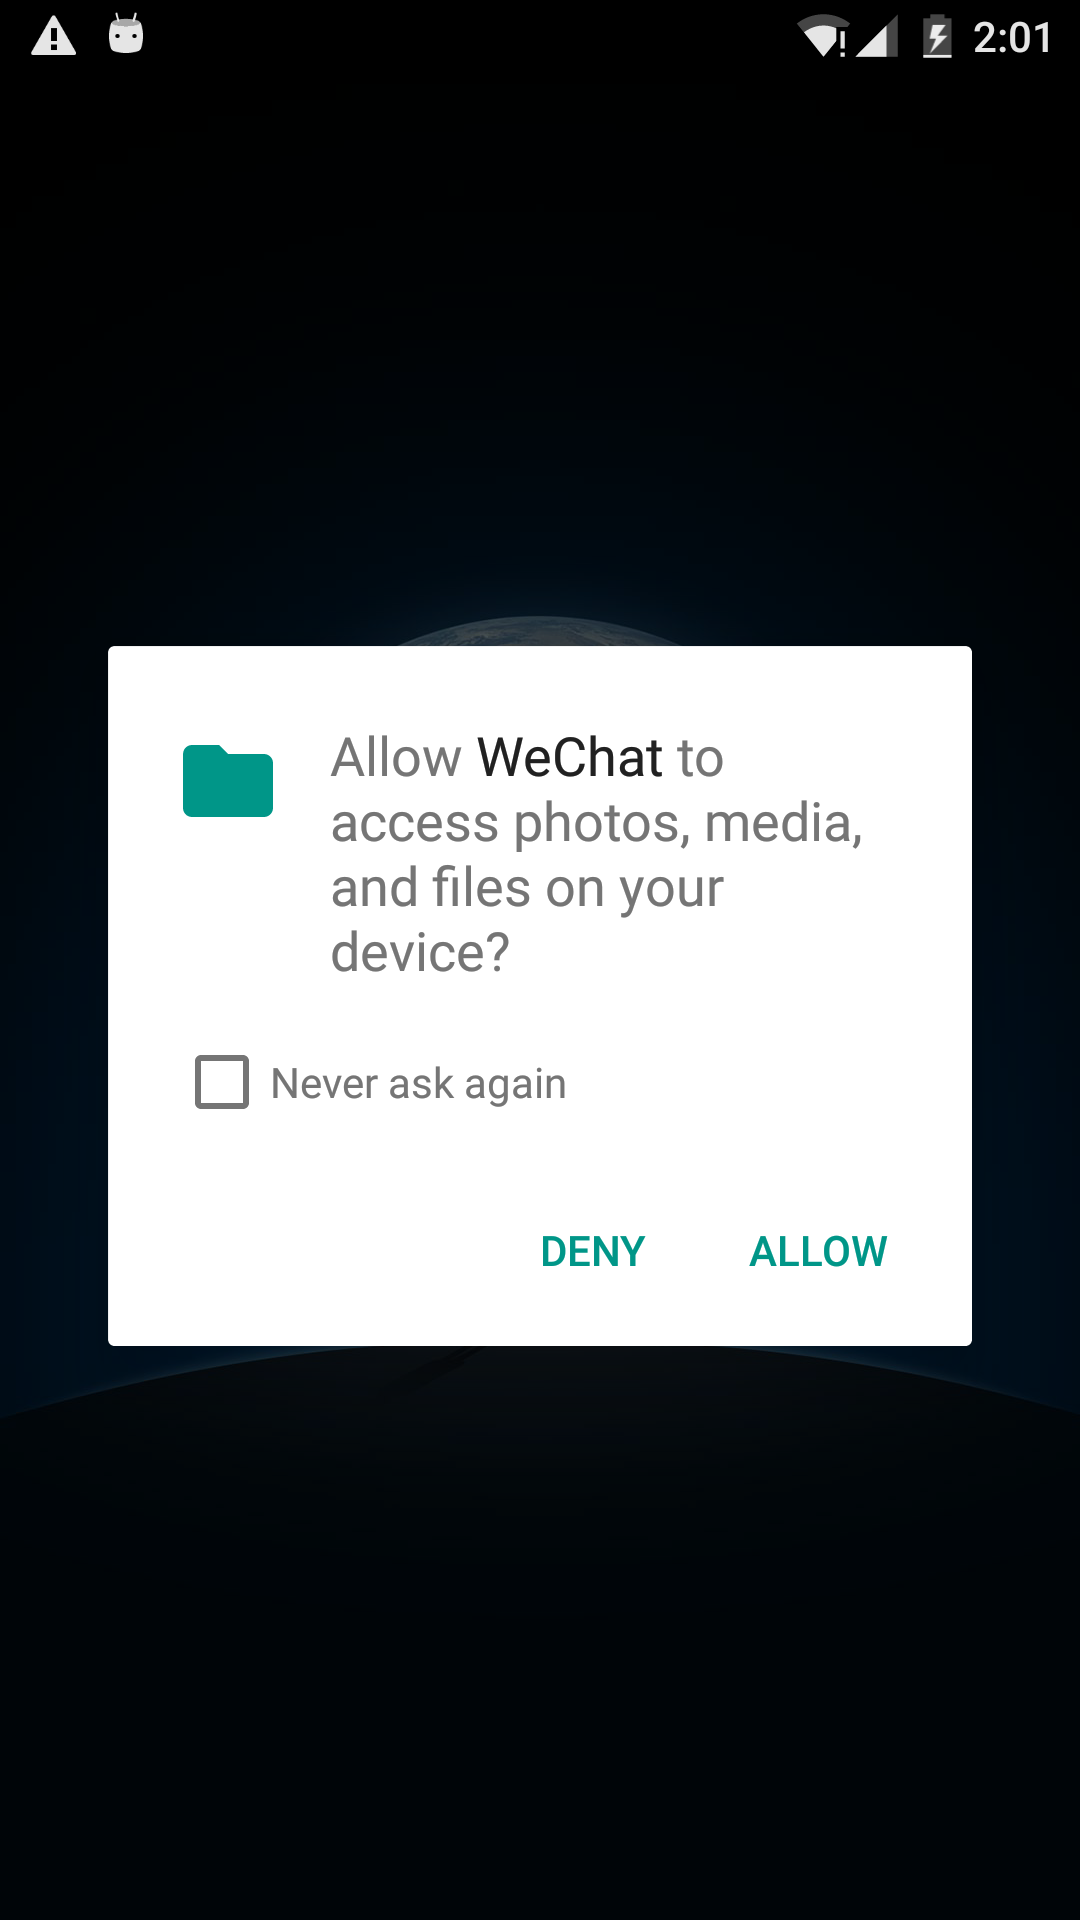 2:01
Allow WeChat to
access photos, media,
and files on your
device?
Never ask again
DENY ALLOW